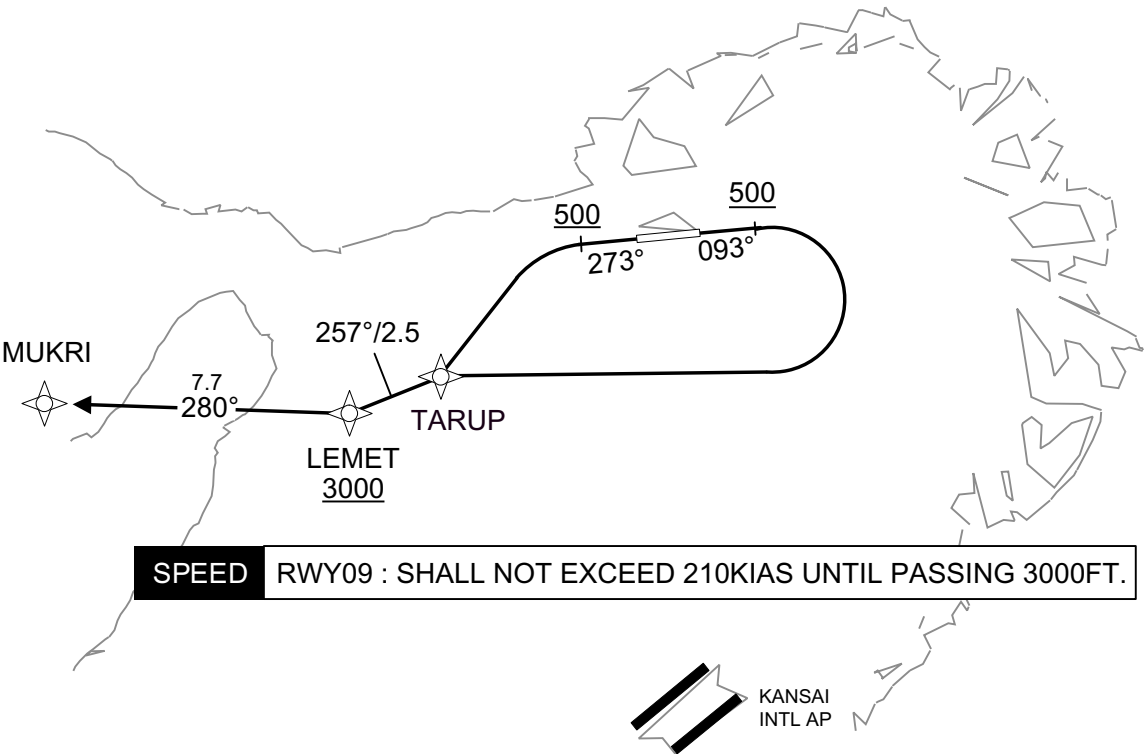 500
500
273°
093°
257°/2.5
MUKRI
7.7
280°
TARUP
LEMET
3000
SPEED RWY09 : SHALL NOT EXCEED 210KIAS UNTIL PASSING 3000FT.
KANSAI
INTL AP